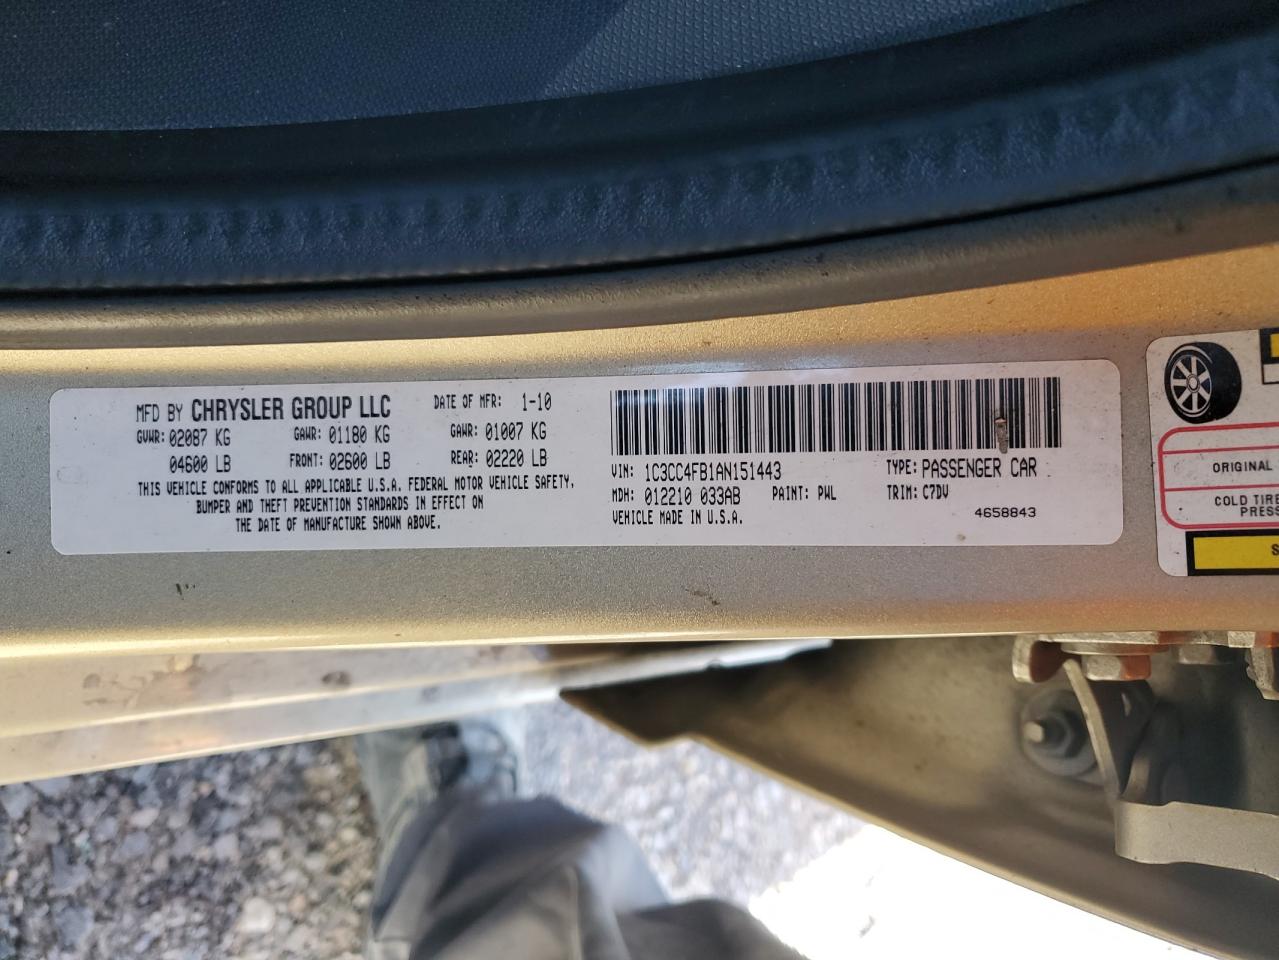 MFD BY CHRYSLER GROUP LLC DATE OF MFR: 1-10
GVWR: 02087 KG GAWR: 01180 KG GAWR: 01007 KG
04600 LB FRONT: 02600 LB REAR: 02220 LB
THIS VEHICLE CONFORMS TO ALL APPLICABLE U.S.A. FEDERAL MOTOR VEHICLE SAFETY,
BUMPER AND THEFT PREVENTION STANDARDS IN EFFECT ON
THE DATE OF MANUFACTURE SHOWN ABOVE.
VIN: 1C3CC4FB1AN151443 TYPE: PASSENGER CAR
MDH: 012210 033AB PAINT: PWL TRIM: C7DV
VEHICLE MADE IN U.S.A. 4658843
ORIGINAL
COLD TIRE
PRESS